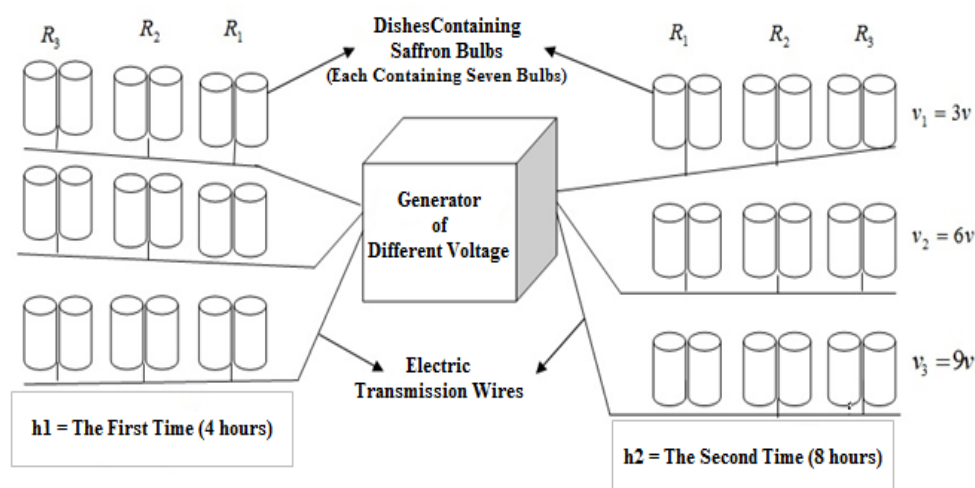 R3 R2 R1
DishesContaining
Saffron Bulbs
(Each Containing Seven Bulbs)
R1 R2 R3
v1 = 3v
Generator
of
Different Voltage
v2 = 6v
Electric
Transmission Wires
v3 = 9v
h1 = The First Time (4 hours)
h2 = The Second Time (8 hours)